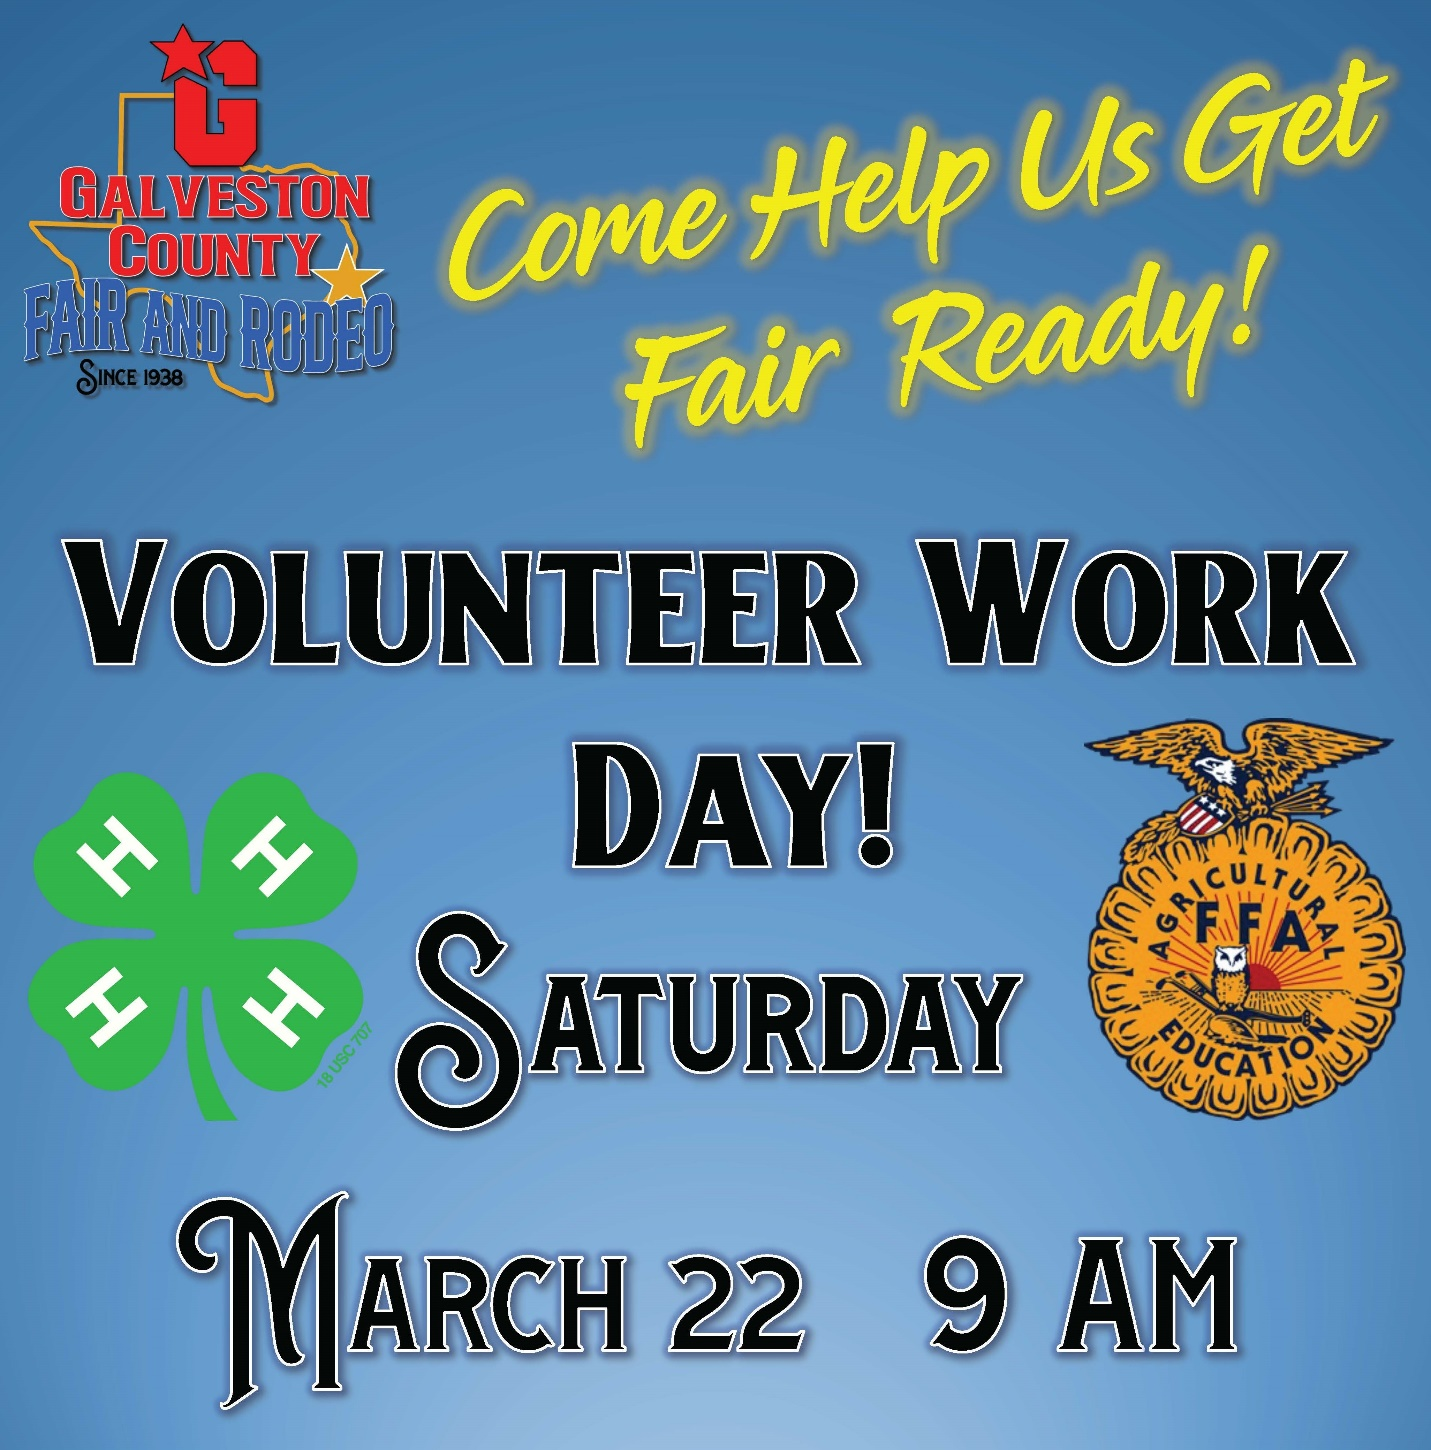 G
GALVESTON
COUNTY
FAIR AND RODEO
SINCE 1938
Come Help Us Get
Fair Ready!
VOLUNTEER WORK
DAY!
H H
H H
18 USC 707
SATURDAY
AGRICULTURAL
FFA
EDUCATION
MARCH 22 9 AM